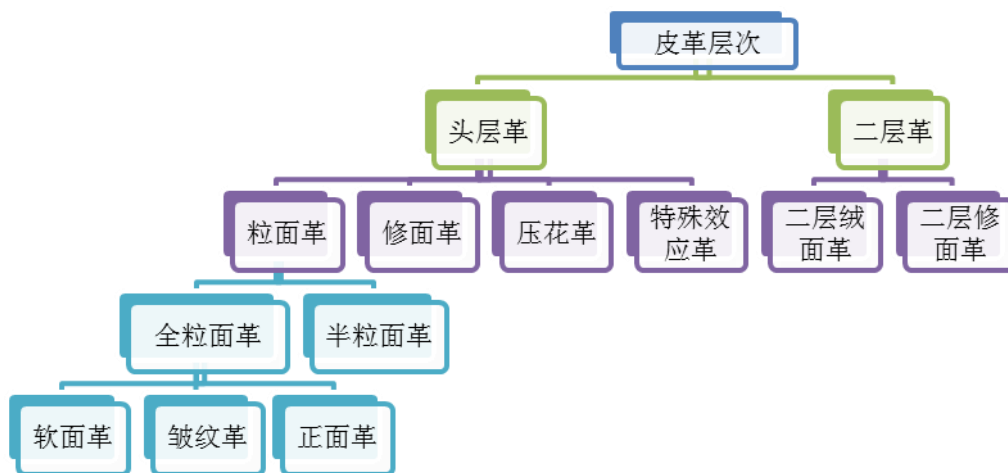 皮革层次
头层革
二层革
粒面革
修面革
压花革
特殊效
应革
二层绒
面革
二层修
面革
全粒面革
半粒面革
软面革
皱纹革
正面革